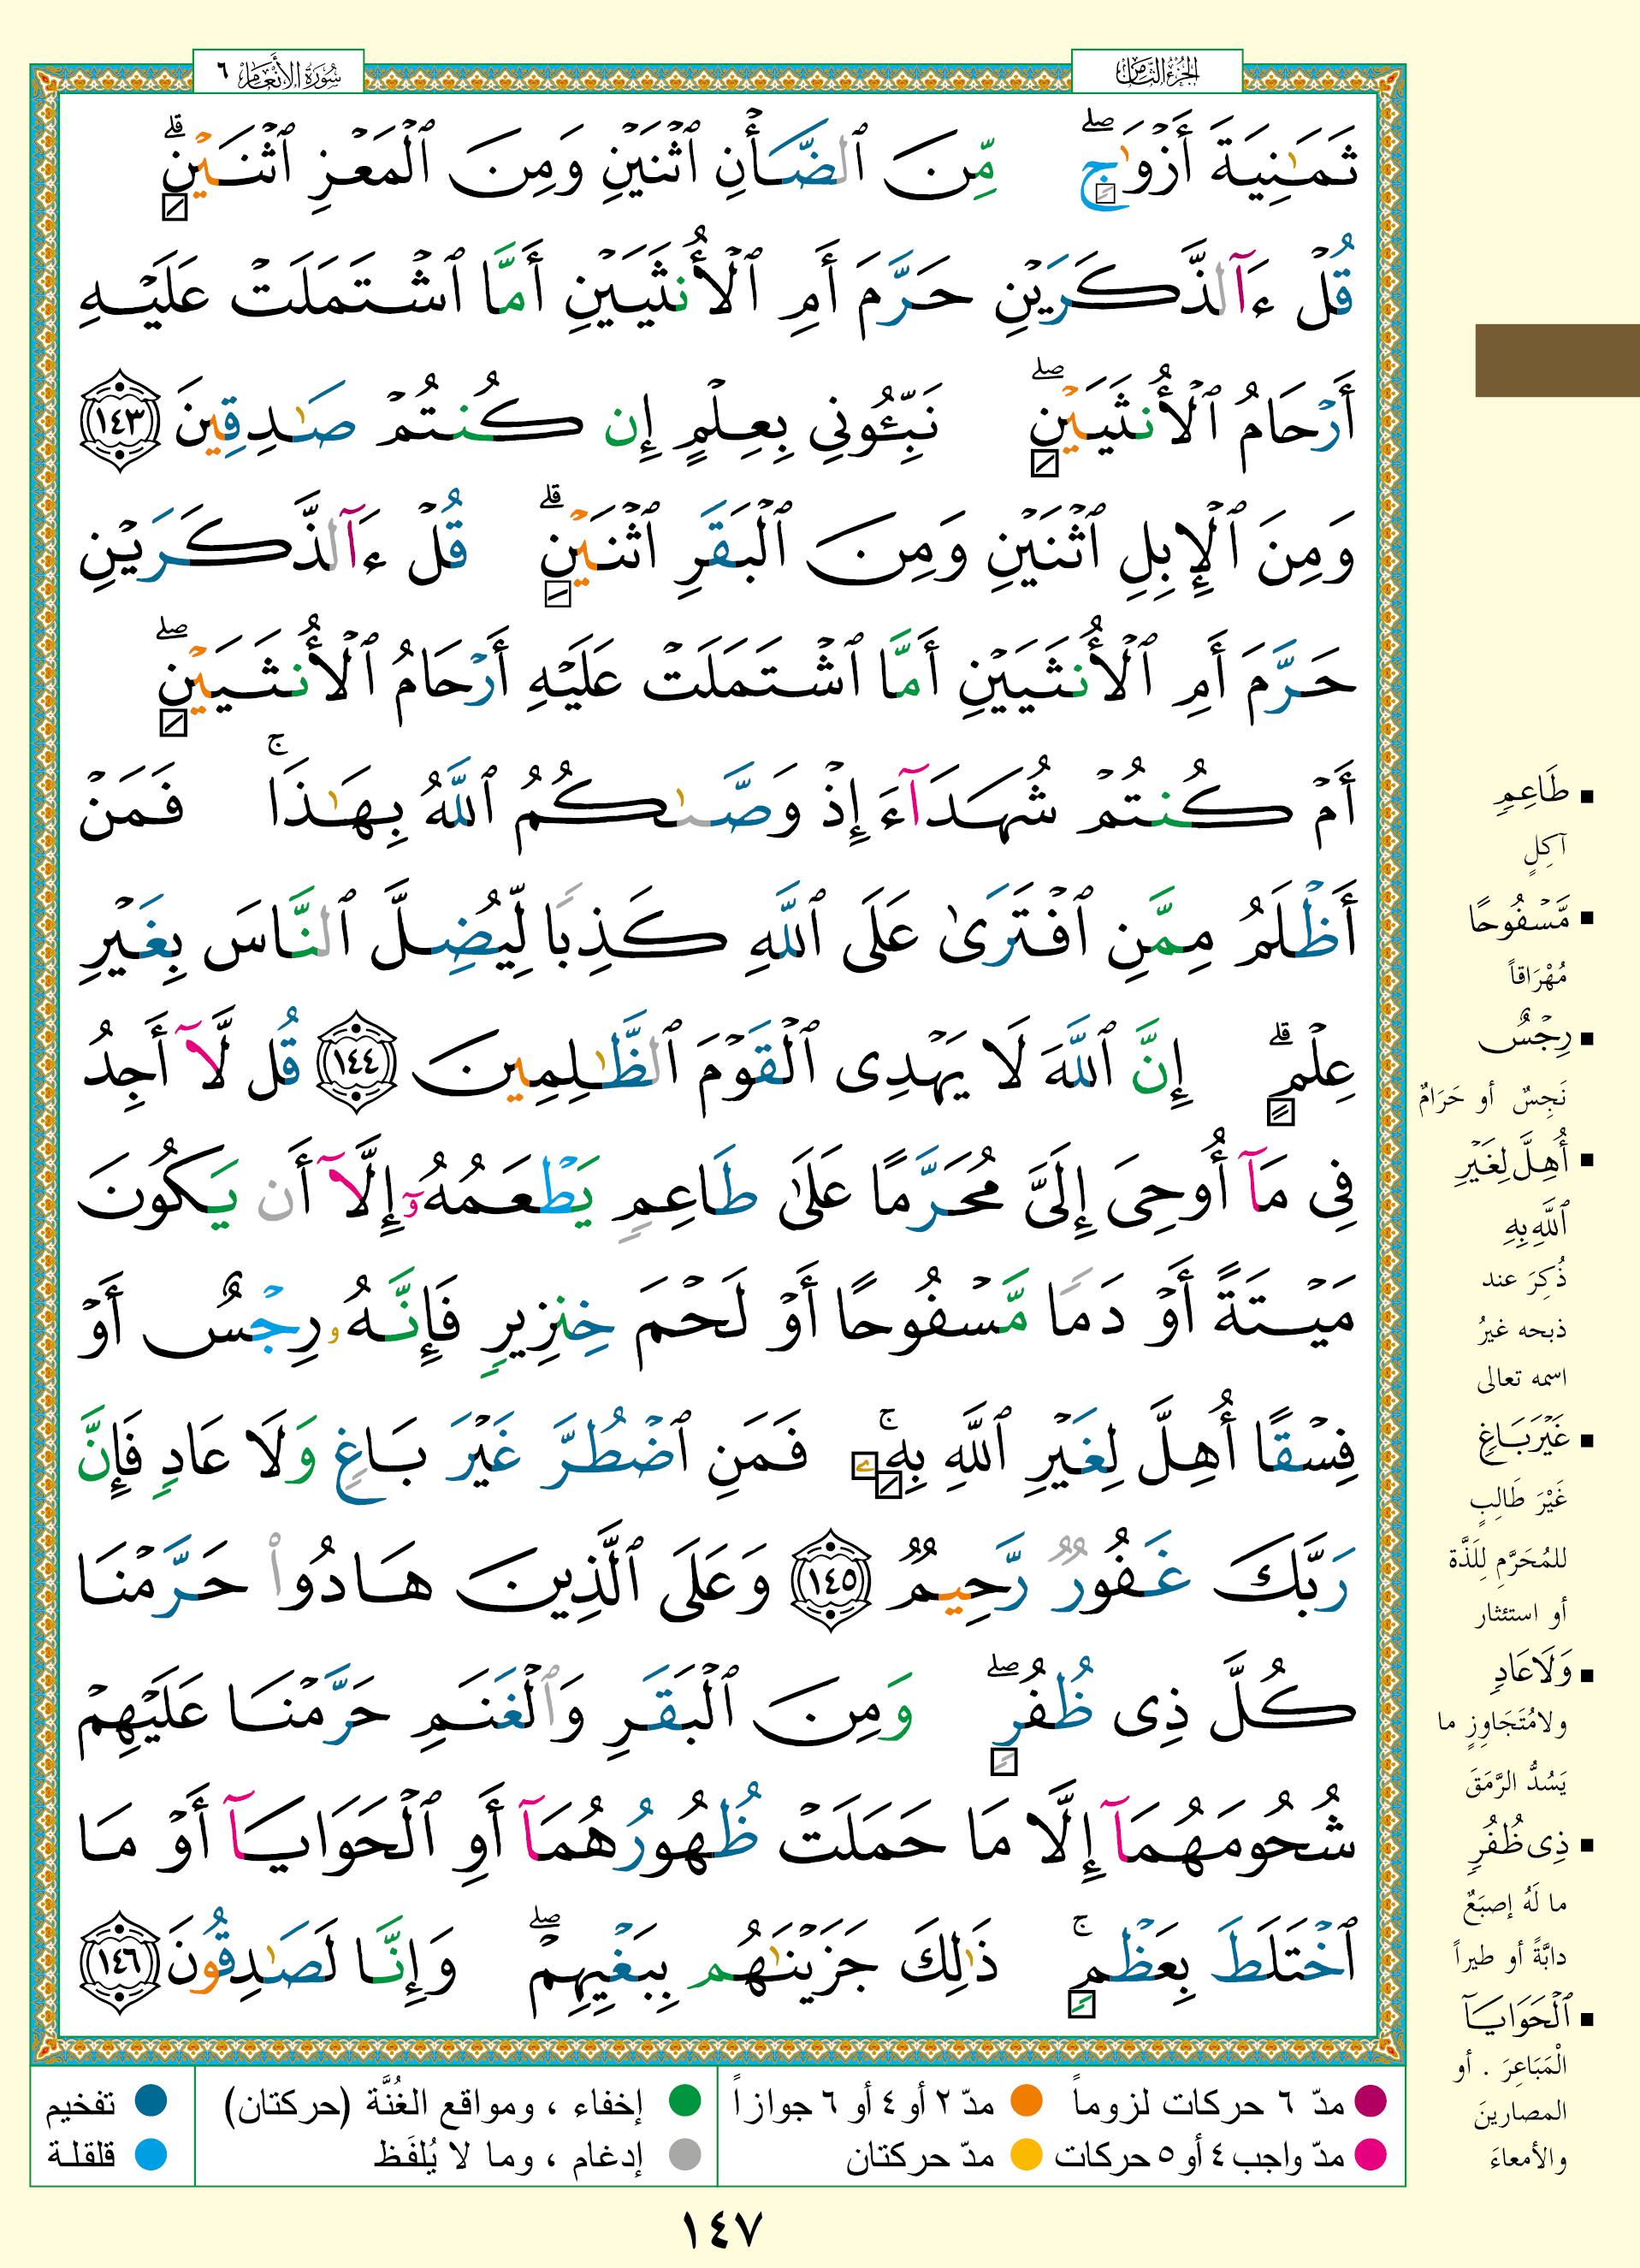 الجزء الثامن
سورة الأنعام ٦
ثَمَٰنِيَةَ أَزۡوَٰجٖۖ مِّنَ ٱلضَّأۡنِ ٱثۡنَيۡنِ وَمِنَ ٱلۡمَعۡزِ ٱثۡنَيۡنِۗ
قُلۡ ءَآلذَّكَرَيۡنِ حَرَّمَ أَمِ ٱلۡأُنثَيَيۡنِ أَمَّا ٱشۡتَمَلَتۡ عَلَيۡهِ
أَرۡحَامُ ٱلۡأُنثَيَيۡنِۖ نَبِّـُٔونِي بِعِلۡمٍ إِن كُنتُمۡ صَٰدِقِينَ ١٤٣
وَمِنَ ٱلۡإِبِلِ ٱثۡنَيۡنِ وَمِنَ ٱلۡبَقَرِ ٱثۡنَيۡنِۗ قُلۡ ءَآلذَّكَرَيۡنِ
حَرَّمَ أَمِ ٱلۡأُنثَيَيۡنِ أَمَّا ٱشۡتَمَلَتۡ عَلَيۡهِ أَرۡحَامُ ٱلۡأُنثَيَيۡنِۖ
أَمۡ كُنتُمۡ شُهَدَآءَ إِذۡ وَصَّىٰكُمُ ٱللَّهُ بِهَٰذَاۚ فَمَنۡ
أَظۡلَمُ مِمَّنِ ٱفۡتَرَىٰ عَلَى ٱللَّهِ كَذِبٗا لِّيُضِلَّ ٱلنَّاسَ بِغَيۡرِ
عِلۡمٍۗ إِنَّ ٱللَّهَ لَا يَهۡدِى ٱلۡقَوۡمَ ٱلظَّٰلِمِينَ ١٤٤ قُل لَّآ أَجِدُ
فِى مَآ أُوحِىَ إِلَىَّ مُحَرَّمًا عَلَىٰ طَاعِمٖ يَطۡعَمُهُۥٓ إِلَّآ أَن يَكُونَ
مَيۡتَةً أَوۡ دَمٗا مَّسۡفُوحًا أَوۡ لَحۡمَ خِنزِيرٖ فَإِنَّهُۥ رِجۡسٌ أَوۡ
فِسۡقًا أُهِلَّ لِغَيۡرِ ٱللَّهِ بِهِۦۚ فَمَنِ ٱضۡطُرَّ غَيۡرَ بَاغٖ وَلَا عَادٖ فَإِنَّ
رَبَّكَ غَفُورٞ رَّحِيمٞ ١٤٥ وَعَلَى ٱلَّذِينَ هَادُواْ حَرَّمۡنَا
كُلَّ ذِى ظُفُرٖۖ وَمِنَ ٱلۡبَقَرِ وَٱلۡغَنَمِ حَرَّمۡنَا عَلَيۡهِمۡ
شُحُومَهُمَآ إِلَّا مَا حَمَلَتۡ ظُهُورُهُمَآ أَوِ ٱلۡحَوَايَآ أَوۡ مَا
ٱخۡتَلَطَ بِعَظۡمٖۚ ذَٰلِكَ جَزَيۡنَٰهُم بِبَغۡيِهِمۡۖ وَإِنَّا لَصَٰدِقُونَ ١٤٦
طَاعِمٖ
آكِلٍ
مَّسۡفُوحًا
مُهْرَاقاً
رِجۡسٌ
نَجِسٌ أو حَرَامٌ
أُهِلَّ لِغَيۡرِ
ٱللَّهِ بِهِ
ذُكِرَ عند
ذبحه غيرُ
اسمه تعالى
غَيۡرَ بَاغٖ
غَيْرَ طَالِبٍ
للمُحَرَّمِ لِلَذَّة
أو استئثار
وَلَا عَادٖ
ولامُتَجَاوِزٍ ما
يَسُدُّ الرَّمَقَ
ذِى ظُفُرٖ
ما لَهُ إصبَعٌ
دابَّةً أو طيراً
ٱلۡحَوَايَآ
الْمَبَاعِرَ . أو
المصارينَ
والأمعاءَ
مدّ ٦ حركات لزوماً مدّ ٢ أو ٤ أو ٦ جوازاً إخفاء ، ومواقع الغُنَّة (حركتان) تفخيم
مدّ واجب ٤ أو ٥ حركات مدّ حركتان إدغام ، وما لا يُلفَظ قلقلة
١٤٧